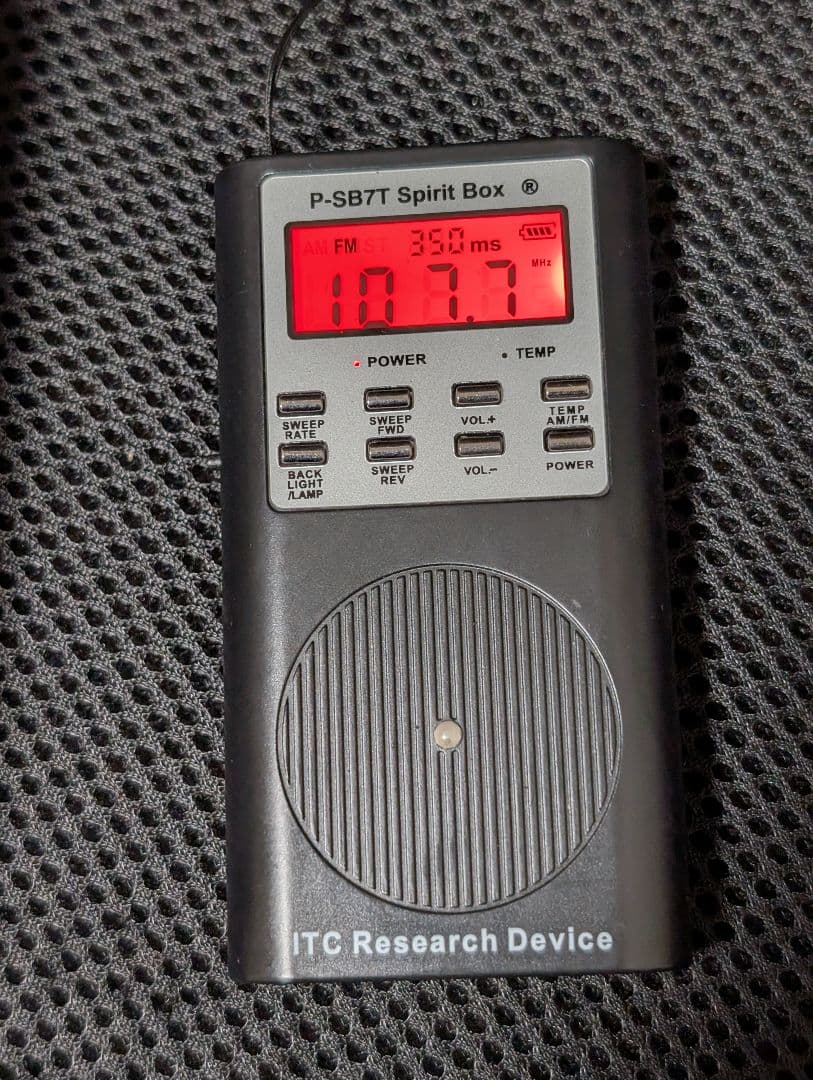 P-SB7T Spirit Box ®
AM FM ST 350 ms
MHz
107.7
POWER
TEMP
SWEEP RATE
SWEEP FWD
VOL.+
TEMP AM/FM
BACK LIGHT /LAMP
SWEEP REV
VOL.-
POWER
ITC Research Device